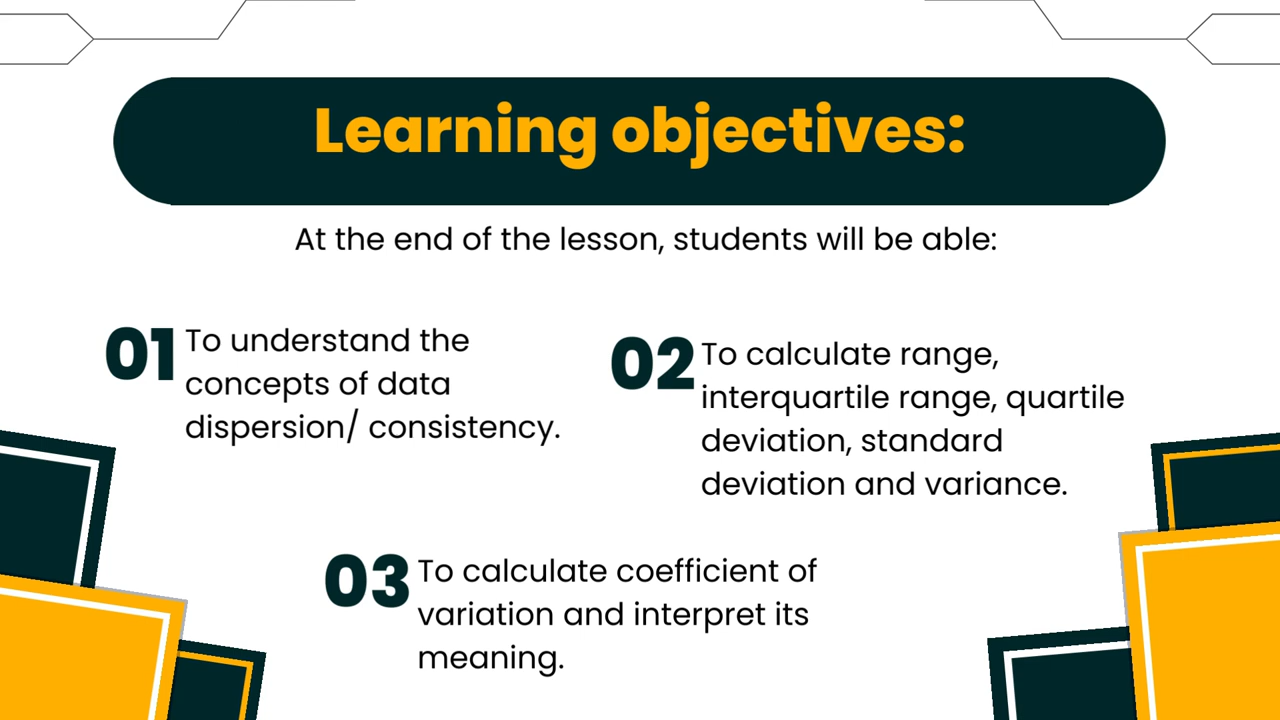 Learning objectives:
At the end of the lesson, students will be able:
01
To understand the
concepts of data
dispersion/ consistency.
02
To calculate range,
interquartile range, quartile
deviation, standard
deviation and variance.
03
To calculate coefficient of
variation and interpret its
meaning.